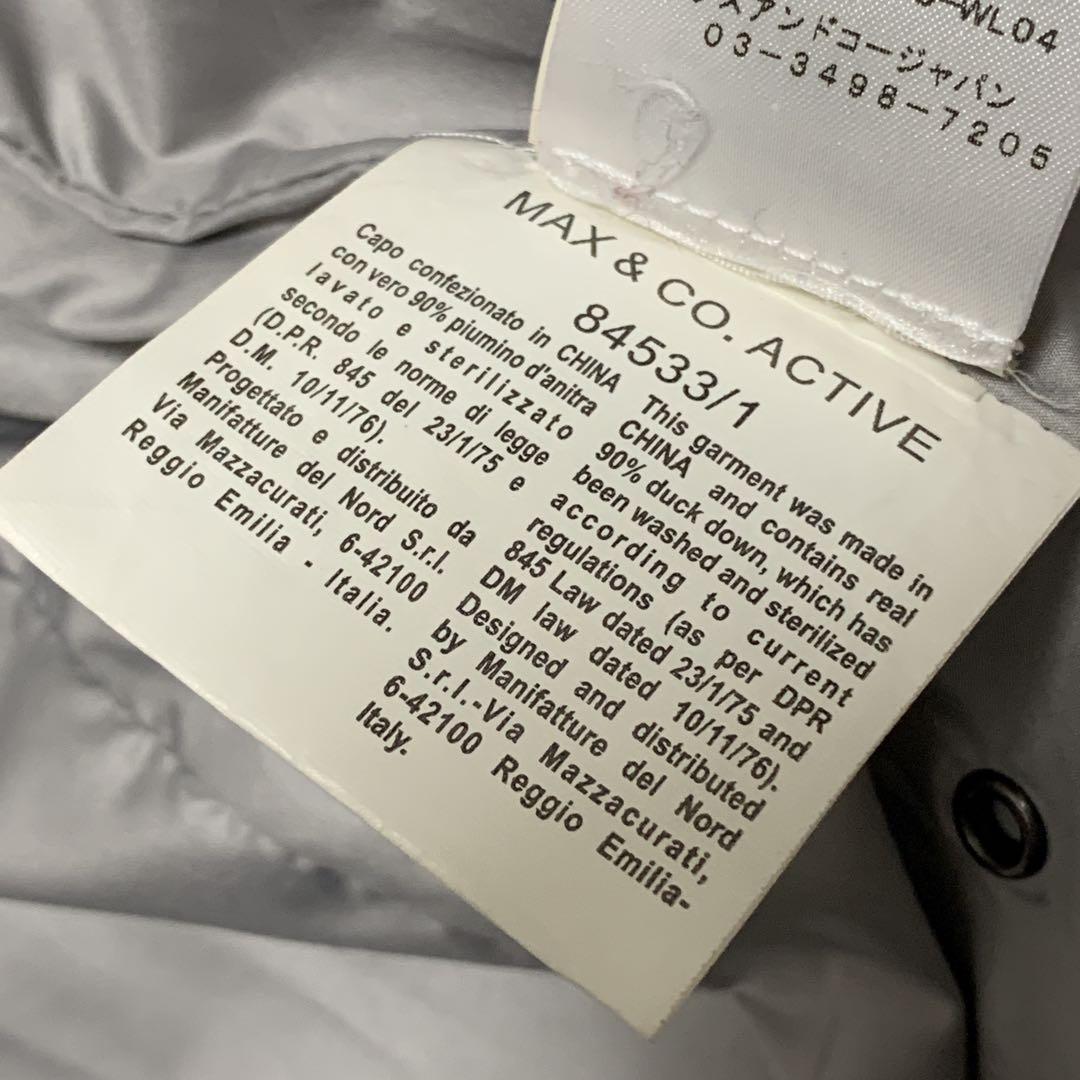 -WL04
スアンドコージャパン
03-3498-7205
MAX & CO. ACTIVE
84533/1
Capo confezionato in CHINA
con vero 90% piumino d'anitra
lavato e sterilizzato
secondo le norme di legge
(D.P.R. 845 del 23/1/75 e
D.M. 10/11/76).
Progettato e distribuito da
Manifatture del Nord S.r.l.
Via Mazzacurati, 6-42100
Reggio Emilia - Italia.
This garment was made in
CHINA and contains real
90% duck down, which has
been washed and sterilized
according to current
regulations (as per DPR
845 Law dated 23/1/75 and
DM law dated 10/11/76).
Designed and distributed
by Manifatture del Nord
S.r.l.-Via Mazzacurati,
6-42100 Reggio Emilia-
Italy.